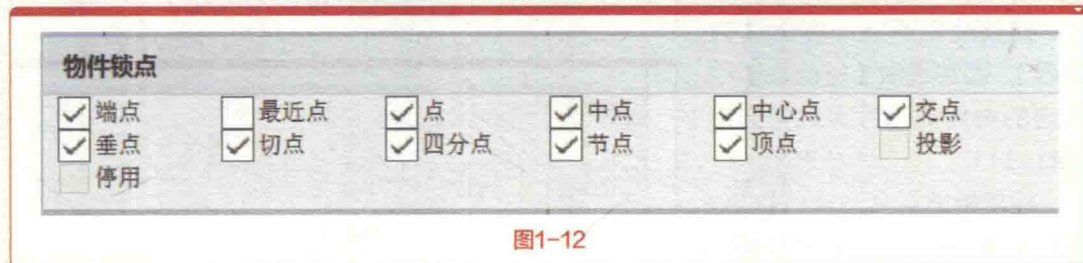 物件锁点
端点 最近点 点 中点 中心点 交点
垂点 切点 四分点 节点 顶点 投影
停用
图1-12